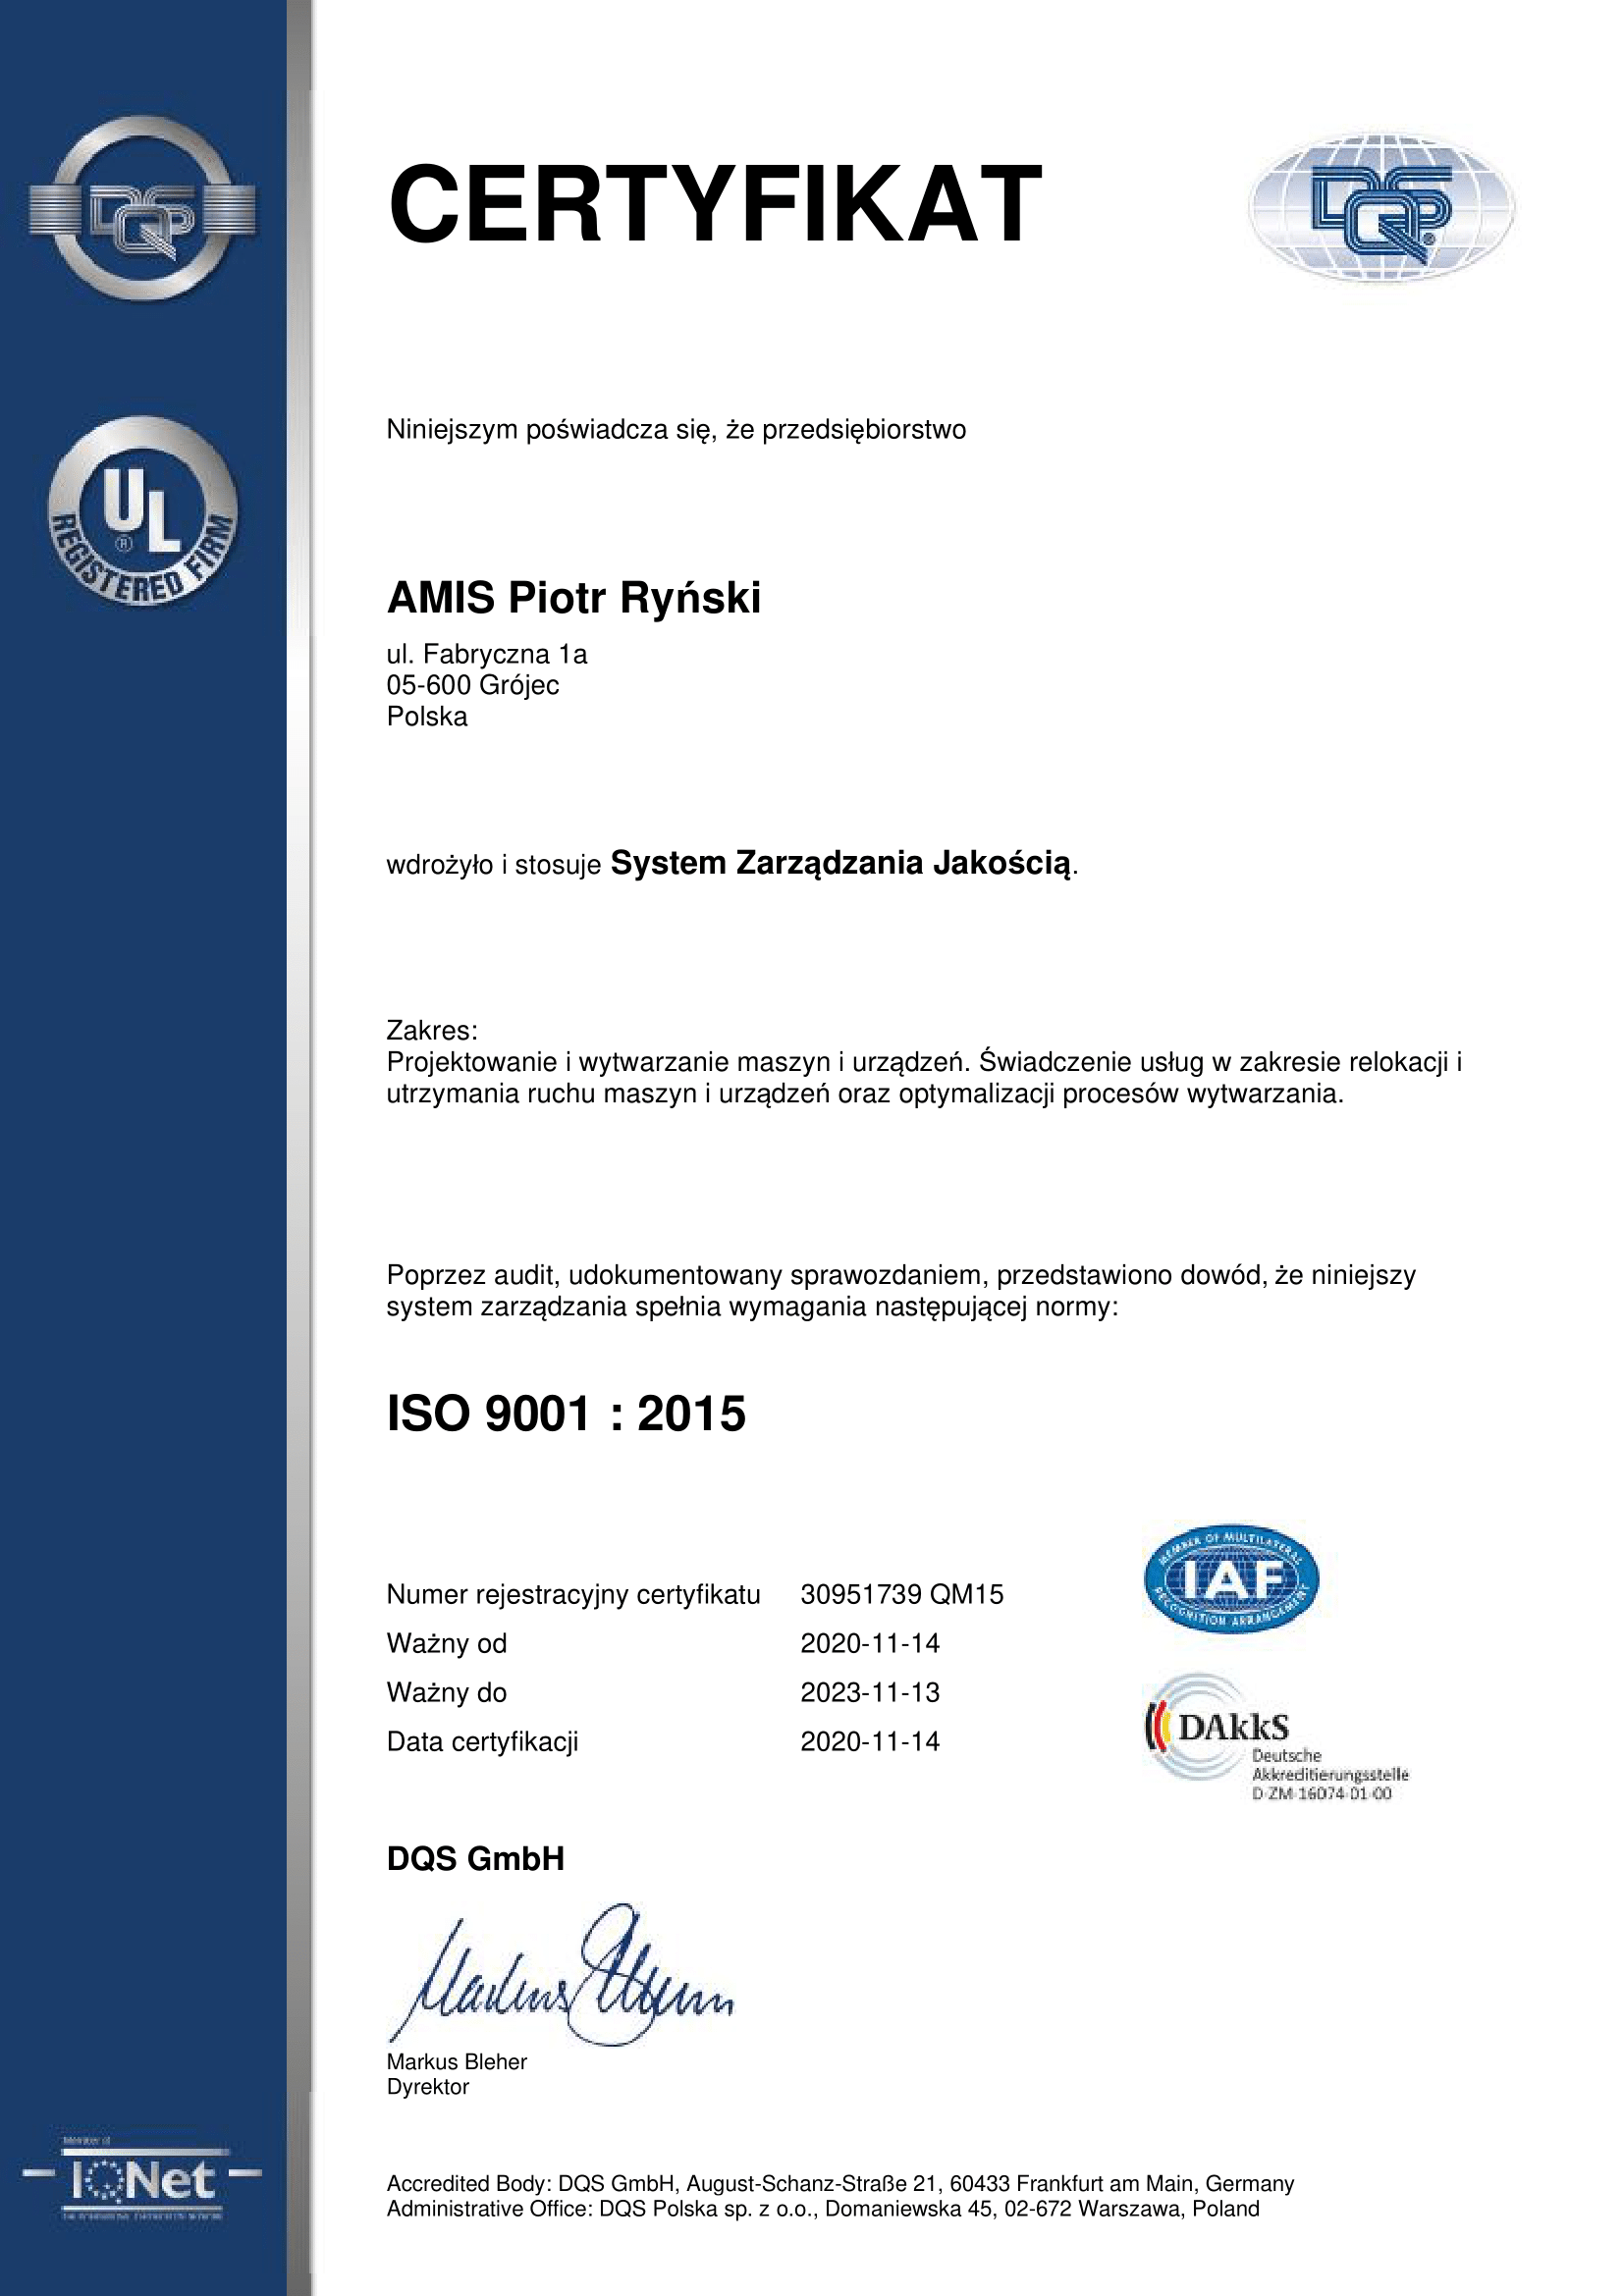 CERTYFIKAT
DQS
DQS®
Niniejszym poświadcza się, że przedsiębiorstwo
UL
®
REGISTERED FIRM
AMIS Piotr Ryński
ul. Fabryczna 1a
05-600 Grójec
Polska
wdrożyło i stosuje System Zarządzania Jakością.
Zakres:
Projektowanie i wytwarzanie maszyn i urządzeń. Świadczenie usług w zakresie relokacji i
utrzymania ruchu maszyn i urządzeń oraz optymalizacji procesów wytwarzania.
Poprzez audit, udokumentowany sprawozdaniem, przedstawiono dowód, że niniejszy
system zarządzania spełnia wymagania następującej normy:
ISO 9001 : 2015
MEMBER OF MULTILATERAL
IAF
RECOGNITION ARRANGEMENT
Numer rejestracyjny certyfikatu 30951739 QM15
Ważny od 2020-11-14
Ważny do 2023-11-13
Data certyfikacji 2020-11-14
DAkkS
Deutsche
Akkreditierungsstelle
D-ZM-16074-01-00
DQS GmbH
Markus Bleher
Dyrektor
Member of
IQNet
THE INTERNATIONAL CERTIFICATION NETWORK
Accredited Body: DQS GmbH, August-Schanz-Straße 21, 60433 Frankfurt am Main, Germany
Administrative Office: DQS Polska sp. z o.o., Domaniewska 45, 02-672 Warszawa, Poland